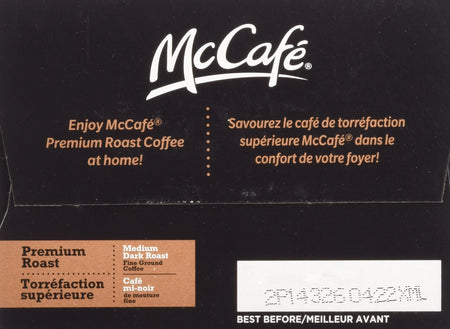 McCafé®
Enjoy McCafé®
Premium Roast Coffee
at home!
Savourez le café de torréfaction
supérieure McCafé® dans le
confort de votre foyer!
Premium
Roast
Medium
Dark Roast
Fine Ground
Coffee
Torréfaction
supérieure
Café
mi-noir
de mouture
fine
2P14326 0422XML
BEST BEFORE/MEILLEUR AVANT